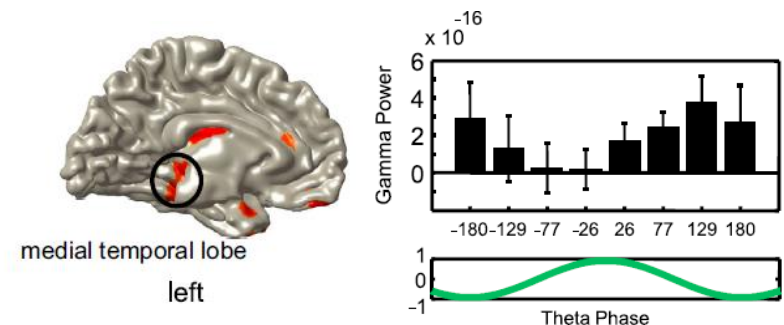 medial temporal lobe
left
−16
x 10
6
4
2
0
Gamma Power
−180 −129 −77 −26 26 77 129 180
1
0
−1
Theta Phase